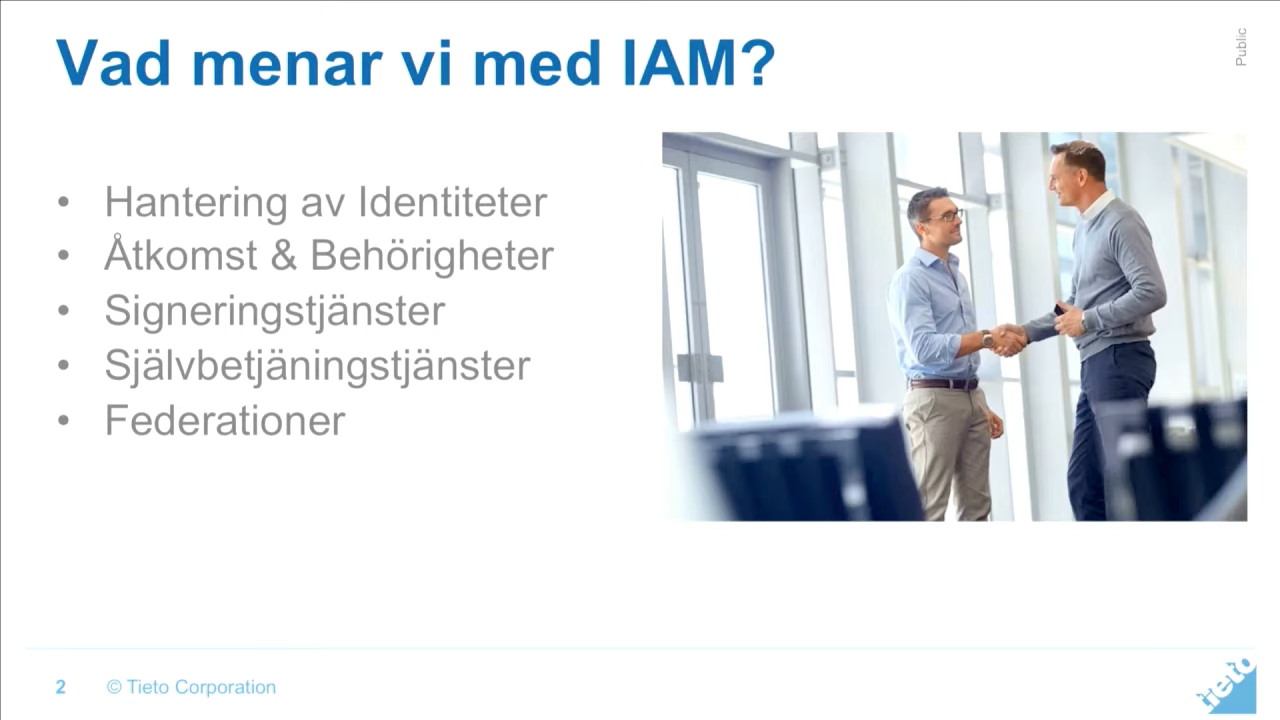 Vad menar vi med IAM?
Public
• Hantering av Identiteter
• Åtkomst & Behörigheter
• Signeringstjänster
• Självbetjäningstjänster
• Federationer
2 © Tieto Corporation
tieto